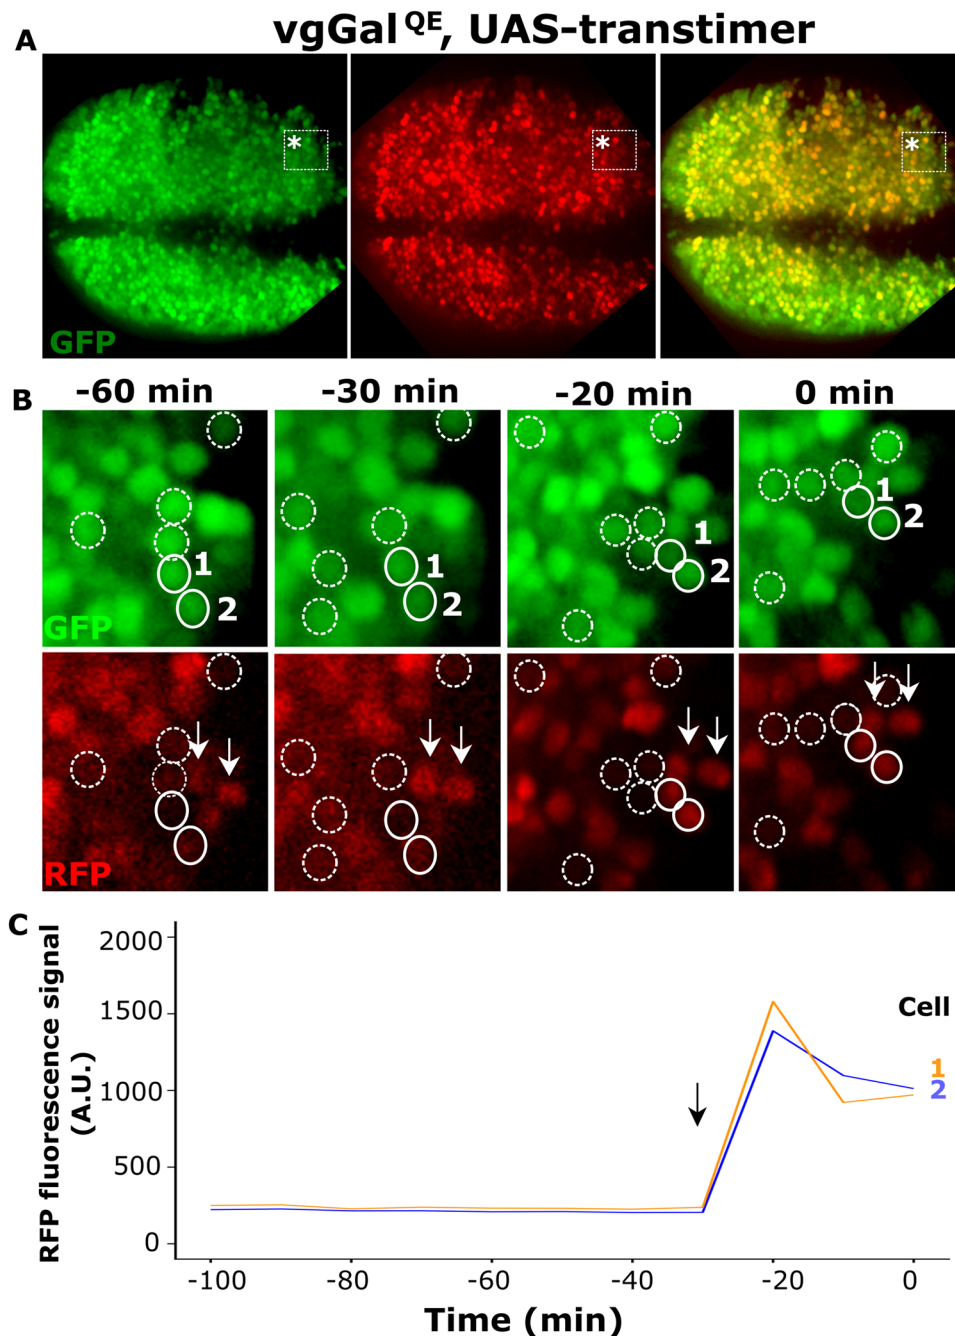 vgGal QE, UAS-transtimer
A
* * *
GFP
B
-60 min -30 min -20 min 0 min
1 2 1 2 1 2 1 2
GFP
RFP
C
RFP fluorescence signal
(A.U.)
2000
1500
1000
500
0
Cell
1
2
-100 -80 -60 -40 -20 0
Time (min)